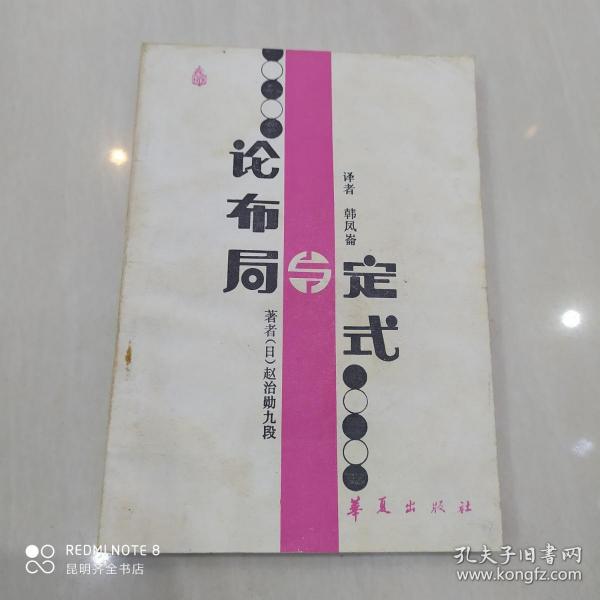 论布局
与
定式
著者(日)赵治勋九段
译者 韩凤崙
华夏出版社
REDMI NOTE 8
昆明齐全书店
孔夫子旧书网
www.kongfz.com